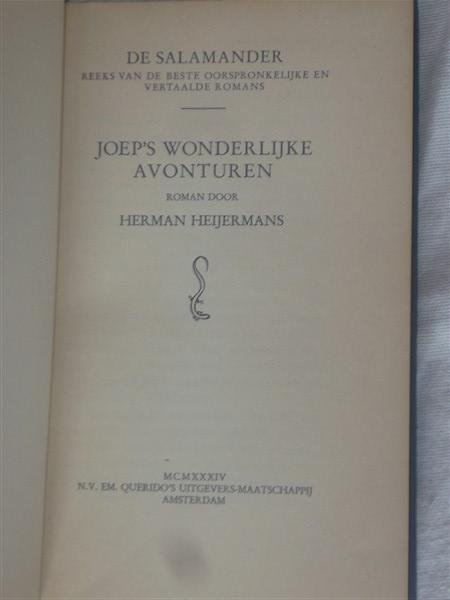 DE SALAMANDER
REEKS VAN DE BESTE OORSPRONKELIJKE EN
VERTAALDE ROMANS
JOEP'S WONDERLIJKE
AVONTUREN
ROMAN DOOR
HERMAN HEIJERMANS
MCMXXXIV
N.V. EM. QUERIDO'S UITGEVERS-MAATSCHAPPIJ
AMSTERDAM